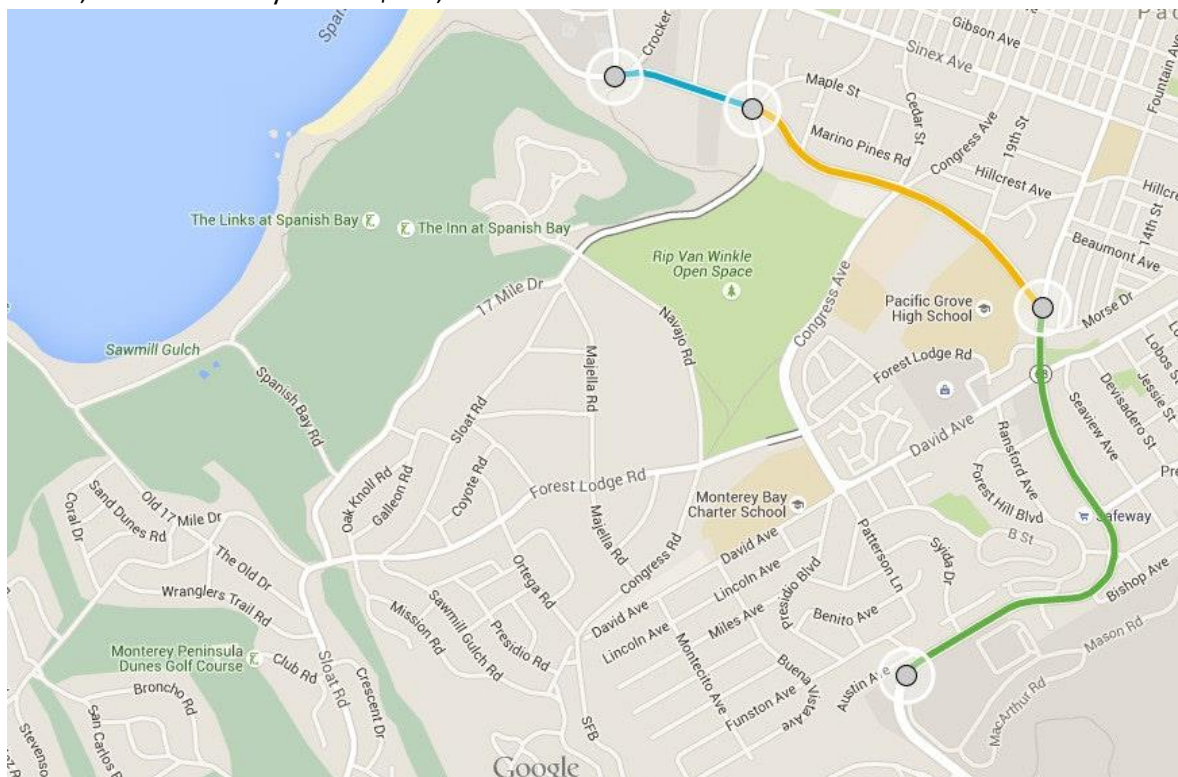 Span
Crocker
Pac
Gibson Ave
Sinex Ave
Fountain Ave
Maple St
Cedar St
Marino Pines Rd
Congress Ave
19th St
Hillcrest Ave
Hillcr
14th St
Beaumont Ave
The Links at Spanish Bay
The Inn at Spanish Bay
Rip Van Winkle
Open Space
17 Mile Dr
Congress Ave
Pacific Grove
High School
Morse Dr
Navajo Rd
Sawmill Gulch
Majella Rd
Forest Lodge Rd
68
Lobos St
Jessie St
Devisadero St
Seaview Ave
Spanish Bay Rd
Sloat Rd
David Ave
Ransford Ave
Pre
Oak Knoll Rd
Galleon Rd
Coyote Rd
Forest Lodge Rd
Monterey Bay
Charter School
Forest Hill Blvd
Safeway
B St
Coral Dr
Sand Dunes Rd
Old 17 Mile Dr
Majella Rd
Congress Rd
David Ave
Patterson Ln
Syida Dr
The Old Dr
Ortega Rd
Lincoln Ave
Presidio Blvd
Bishop Ave
Wranglers Trail Rd
Mission Rd
Sawmill Gulch Rd
Presidio Rd
David Ave
Lincoln Ave
Miles Ave
Benito Ave
Mason Rd
Monterey Peninsula
Dunes Golf Course
Club Rd
Sloat Rd
Crescent Dr
Montecito Ave
Buena Vista Ave
Austin Ave
MacArthur Rd
Broncho Rd
Funston Ave
SFB
San Carlos Rd
Stevenson
ez Rd
Google